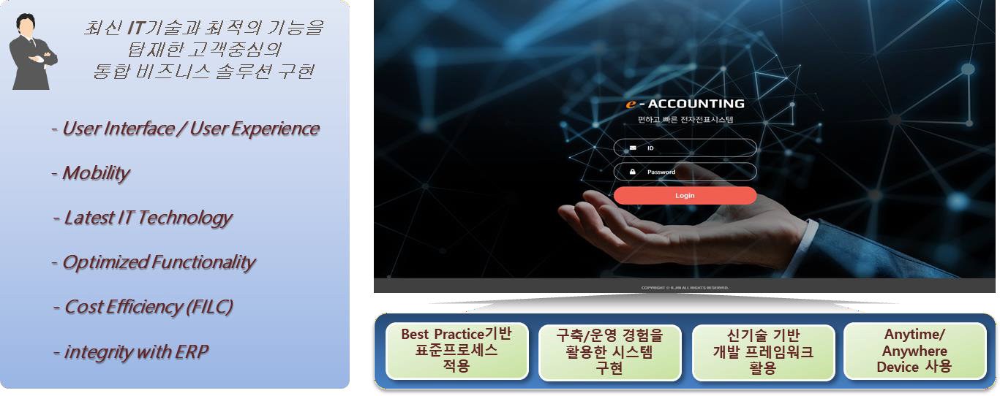 최신 IT기술과 최적의 기능을
탑재한 고객중심의
통합 비즈니스 솔루션 구현
- User Interface / User Experience
- Mobility
- Latest IT Technology
- Optimized Functionality
- Cost Efficiency (FILC)
- integrity with ERP
e - ACCOUNTING
편하고 빠른 전자전표시스템
ID
Password
Login
COPYRIGHT © ILJIN ALL RIGHTS RESERVED.
Best Practice기반
표준프로세스
적용
구축/운영 경험을
활용한 시스템
구현
신기술 기반
개발 프레임워크
활용
Anytime/
Anywhere
Device 사용